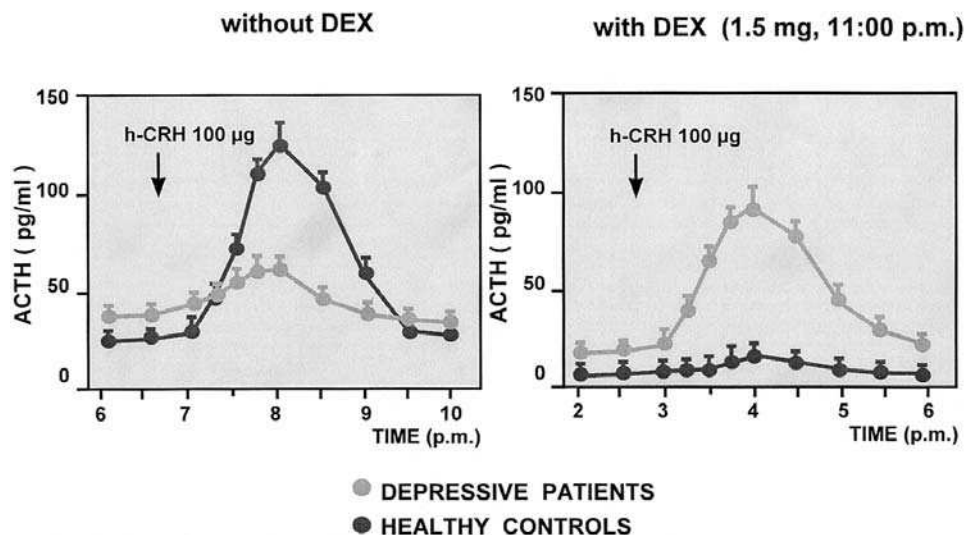 without DEX
with DEX (1.5 mg, 11:00 p.m.)
150
100
50
0
ACTH ( pg/ml)
h-CRH 100 µg
6 7 8 9 10
TIME (p.m.)
150
100
50
0
ACTH ( pg/ml)
h-CRH 100 µg
2 3 4 5 6
TIME (p.m.)
DEPRESSIVE PATIENTS
HEALTHY CONTROLS